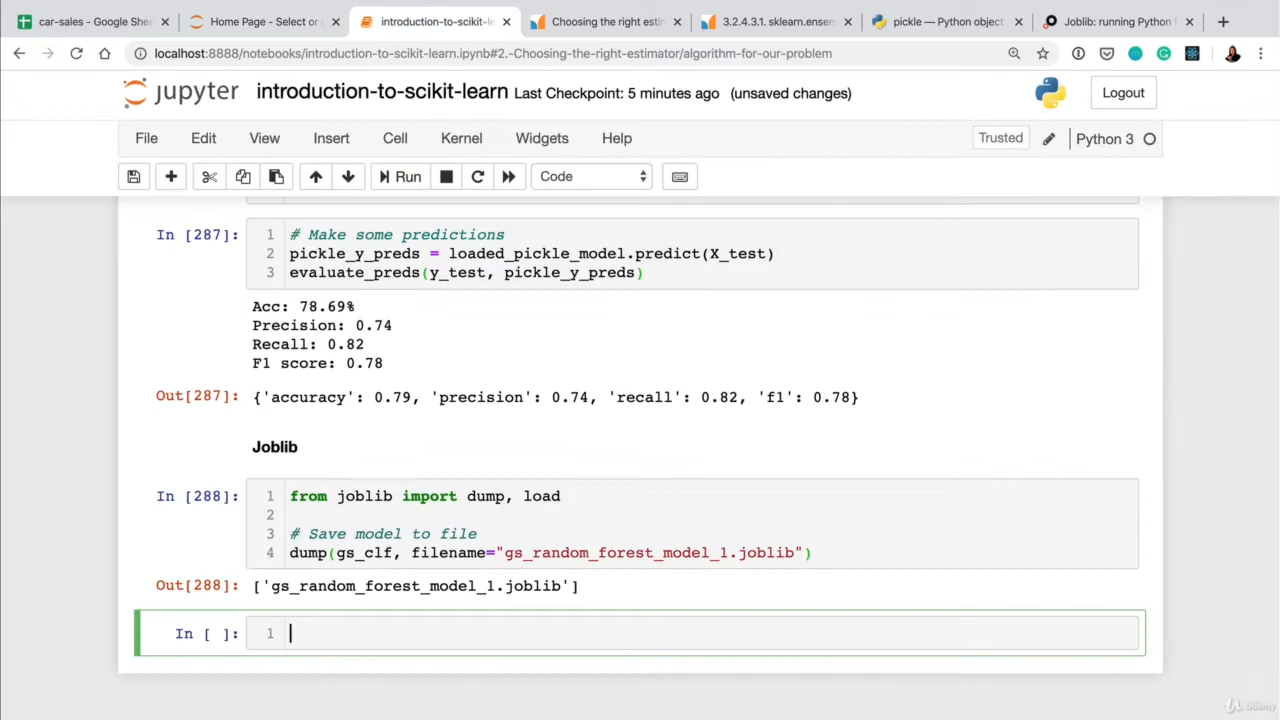 car-sales - Google Shee
Home Page - Select or c
introduction-to-scikit-le
Choosing the right estim
3.2.4.3.1. sklearn.ensem
pickle — Python object
Joblib: running Python f
localhost:8888/notebooks/introduction-to-scikit-learn.ipynb#2.-Choosing-the-right-estimator/algorithm-for-our-problem
jupyter introduction-to-scikit-learn Last Checkpoint: 5 minutes ago (unsaved changes)
Logout
File Edit View Insert Cell Kernel Widgets Help
Trusted
Python 3
Run
Code
In [287]:
1 # Make some predictions
2 pickle_y_preds = loaded_pickle_model.predict(X_test)
3 evaluate_preds(y_test, pickle_y_preds)
Acc: 78.69%
Precision: 0.74
Recall: 0.82
F1 score: 0.78
Out[287]: {'accuracy': 0.79, 'precision': 0.74, 'recall': 0.82, 'f1': 0.78}
Joblib
In [288]:
1 from joblib import dump, load
2
3 # Save model to file
4 dump(gs_clf, filename="gs_random_forest_model_1.joblib")
Out[288]: ['gs_random_forest_model_1.joblib']
In [ ]:
1
Udemy